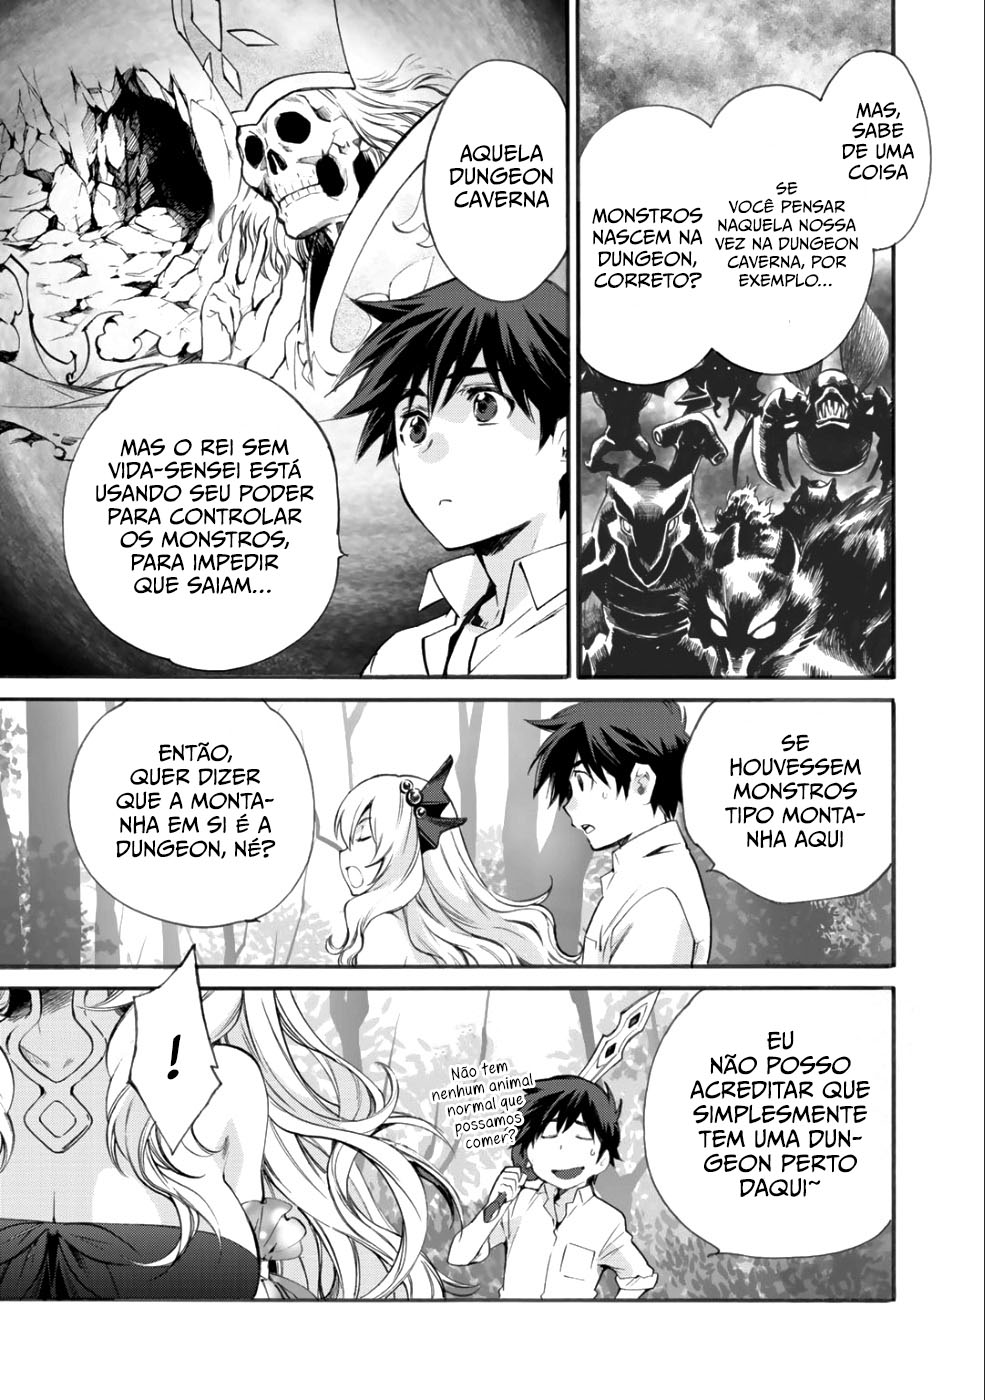 MAS,
SABE
DE UMA
COISA
SE
VOCÊ PENSAR
NAQUELA NOSSA
VEZ NA DUNGEON
CAVERNA, POR
EXEMPLO...
MONSTROS
NASCEM NA
DUNGEON,
CORRETO?
AQUELA
DUNGEON
CAVERNA
MAS O REI SEM
VIDA-SENSEI ESTÁ
USANDO SEU PODER
PARA CONTROLAR
OS MONSTROS,
PARA IMPEDIR
QUE SAIAM...
SE
HOUVESSEM
MONSTROS
TIPO MONTA-
NHA AQUI
ENTÃO,
QUER DIZER
QUE A MONTA-
NHA EM SI É A
DUNGEON, NÉ?
EU
NÃO POSSO
ACREDITAR QUE
SIMPLESMENTE
TEM UMA DUN-
GEON PERTO
DAQUI~
Não tem
nenhum animal
normal que
possamos
comer?
!